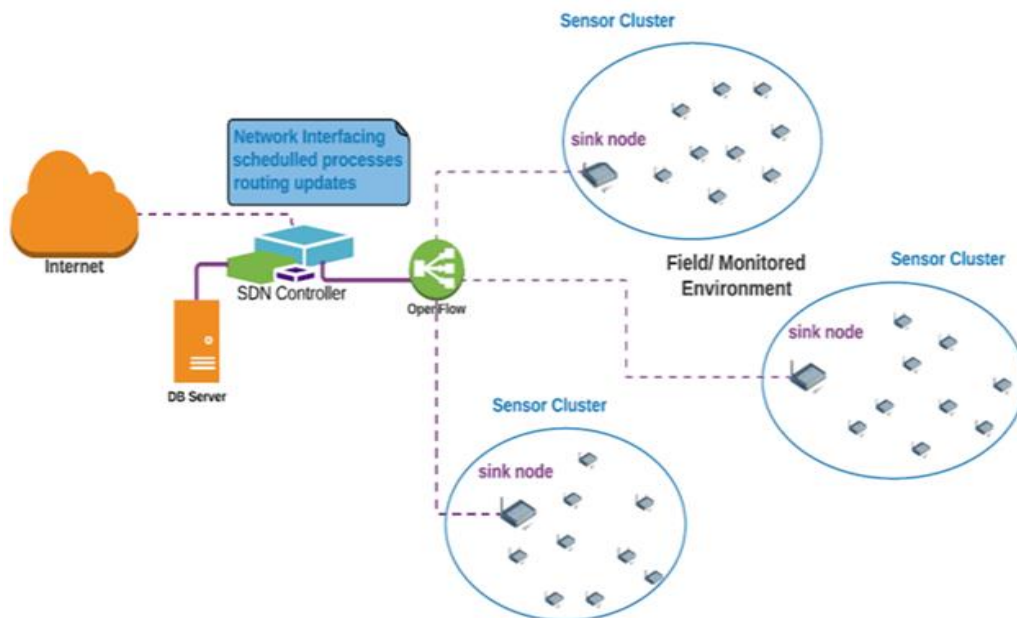 Sensor Cluster
Network Interfacing
schedulled processes
routing updates
sink node
Internet
SDN Controller
OpenFlow
DB Server
Field/ Monitored
Environment
Sensor Cluster
sink node
Sensor Cluster
sink node